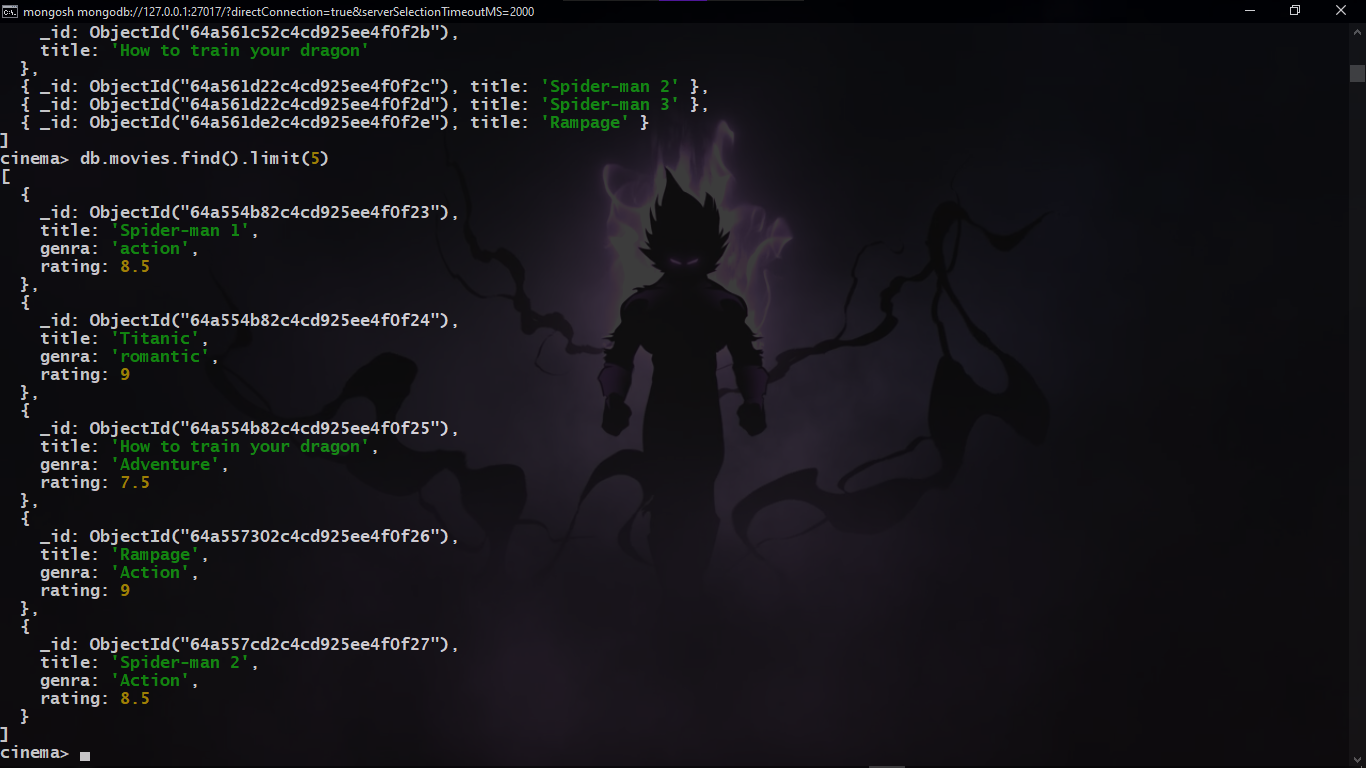 mongosh mongodb://127.0.0.1:27017/?directConnection=true&serverSelectionTimeoutMS=2000
    _id: ObjectId("64a561c52c4cd925ee4f0f2b"),
    title: 'How to train your dragon'
  },
  { _id: ObjectId("64a561d22c4cd925ee4f0f2c"), title: 'Spider-man 2' },
  { _id: ObjectId("64a561d22c4cd925ee4f0f2d"), title: 'Spider-man 3' },
  { _id: ObjectId("64a561de2c4cd925ee4f0f2e"), title: 'Rampage' }
]
cinema> db.movies.find().limit(5)
[
  {
    _id: ObjectId("64a554b82c4cd925ee4f0f23"),
    title: 'Spider-man 1',
    genra: 'action',
    rating: 8.5
  },
  {
    _id: ObjectId("64a554b82c4cd925ee4f0f24"),
    title: 'Titanic',
    genra: 'romantic',
    rating: 9
  },
  {
    _id: ObjectId("64a554b82c4cd925ee4f0f25"),
    title: 'How to train your dragon',
    genra: 'Adventure',
    rating: 7.5
  },
  {
    _id: ObjectId("64a557302c4cd925ee4f0f26"),
    title: 'Rampage',
    genra: 'Action',
    rating: 9
  },
  {
    _id: ObjectId("64a557cd2c4cd925ee4f0f27"),
    title: 'Spider-man 2',
    genra: 'Action',
    rating: 8.5
  }
]
cinema>